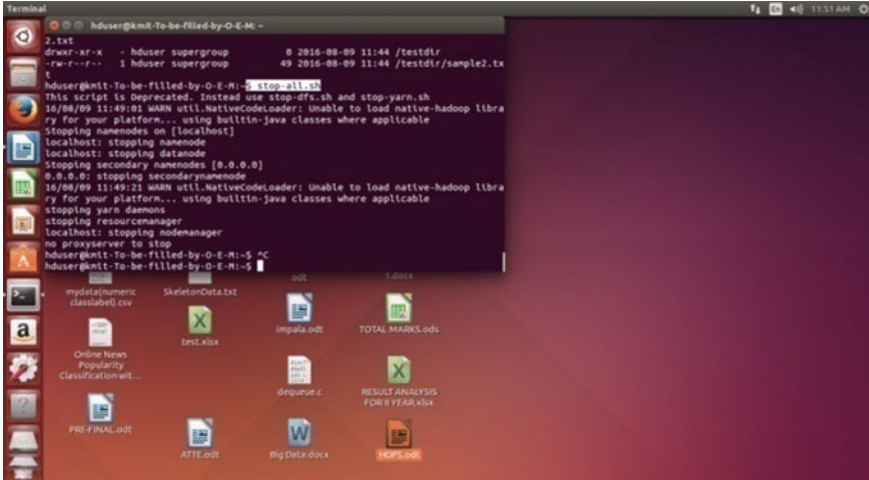 Terminal
En
11:51 AM
hduser@kmit-To-be-filled-by-O-E-M: ~
2.txt
drwxr-xr-x - hduser supergroup 0 2016-08-09 11:44 /testdir
-rw-r--r-- 1 hduser supergroup 49 2016-08-09 11:44 /testdir/sample2.tx
t
hduser@kmit-To-be-filled-by-O-E-M:~$ stop-all.sh
This script is Deprecated. Instead use stop-dfs.sh and stop-yarn.sh
16/08/09 11:49:01 WARN util.NativeCodeLoader: Unable to load native-hadoop libra
ry for your platform... using builtin-java classes where applicable
Stopping namenodes on [localhost]
localhost: stopping namenode
localhost: stopping datanode
Stopping secondary namenodes [0.0.0.0]
0.0.0.0: stopping secondarynamenode
16/08/09 11:49:21 WARN util.NativeCodeLoader: Unable to load native-hadoop libra
ry for your platform... using builtin-java classes where applicable
stopping yarn daemons
stopping resourcemanager
localhost: stopping nodemanager
no proxyserver to stop
hduser@kmit-To-be-filled-by-O-E-M:~$ ^C
hduser@kmit-To-be-filled-by-O-E-M:~$
odt
T.docx
mydata(numeric
classlabel).csv
SkeletonData.txt
test.xlsx
impala.odt
TOTAL MARKS.ods
Online News
Popularity
Classification wit...
dequeue.c
RESULT ANALYSIS
FOR II YEAR.xlsx
PRE-FINAL.odt
ATTE.odt
Big Data.docx
HDFS.odt